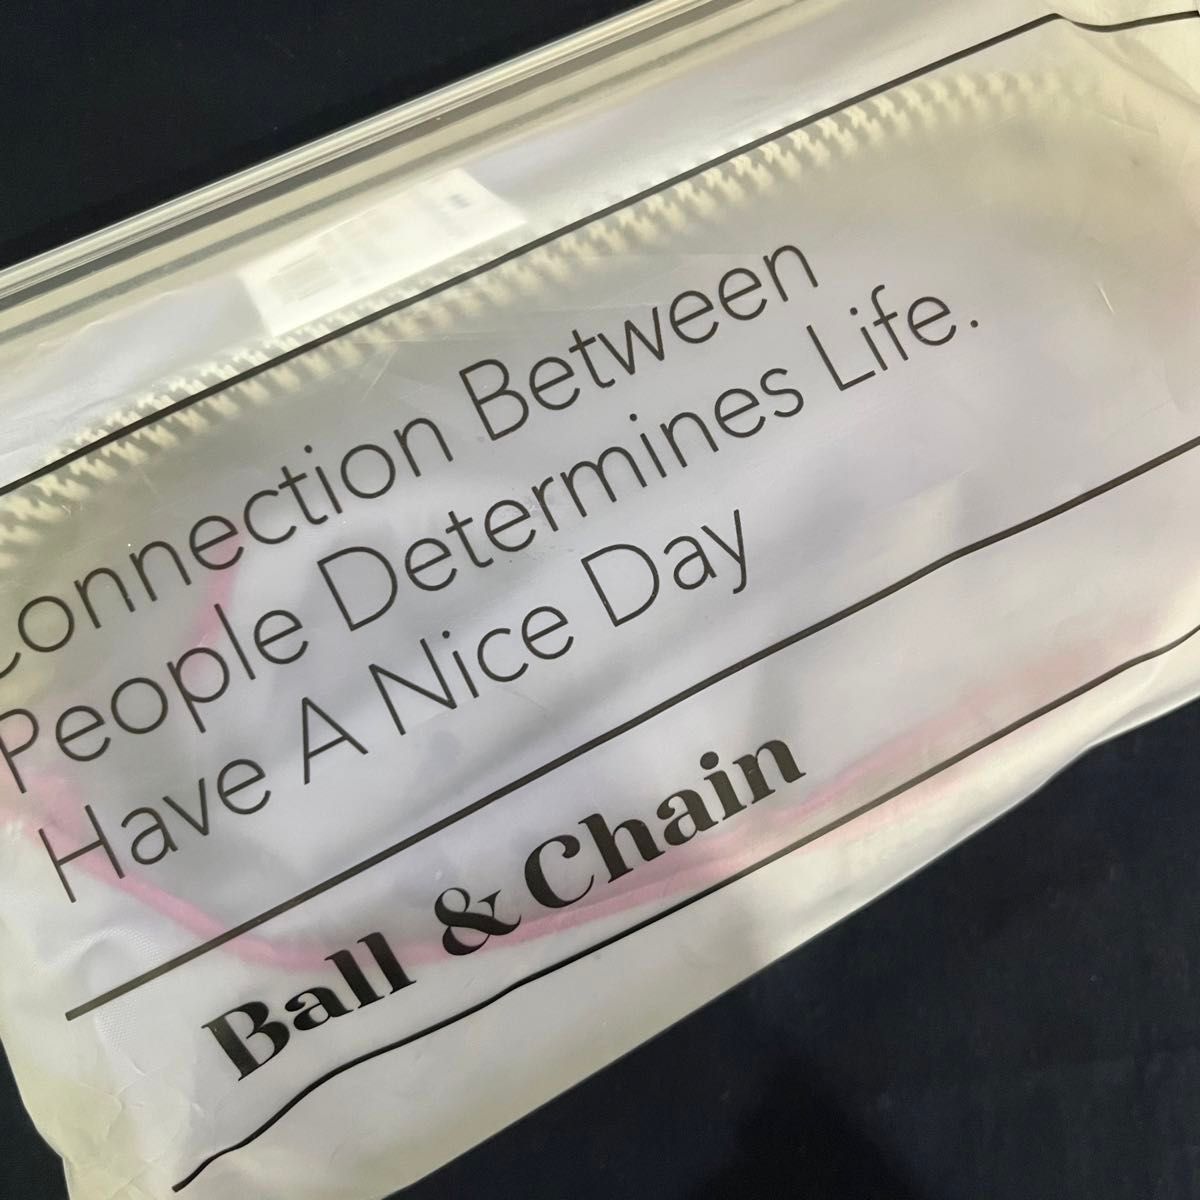 Connection Between
People Determines Life.
Have A Nice Day
Ball & Chain